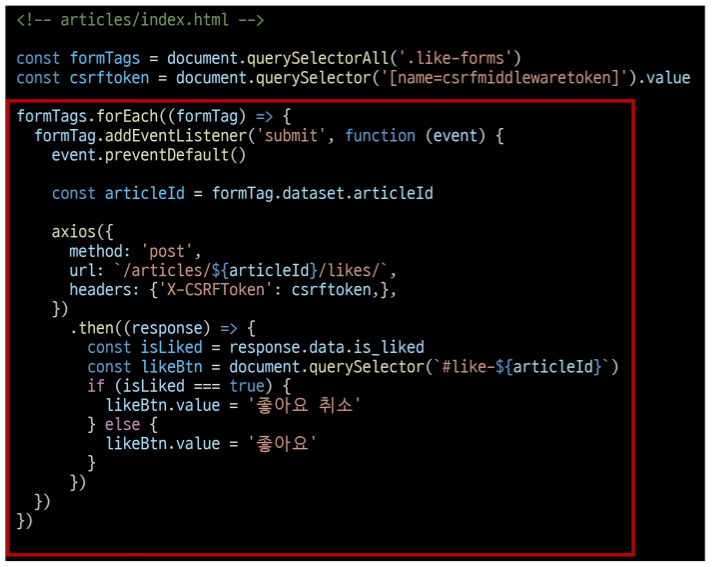 <!-- articles/index.html -->
const formTags = document.querySelectorAll('.like-forms')
const csrftoken = document.querySelector('[name=csrfmiddlewaretoken]').value
formTags.forEach((formTag) => {
  formTag.addEventListener('submit', function (event) {
    event.preventDefault()
    const articleId = formTag.dataset.articleId
    axios({
      method: 'post',
      url: `/articles/${articleId}/likes/`,
      headers: {'X-CSRFToken': csrftoken,},
    })
      .then((response) => {
        const isLiked = response.data.is_liked
        const likeBtn = document.querySelector(`#like-${articleId}`)
        if (isLiked === true) {
          likeBtn.value = '좋아요 취소'
        } else {
          likeBtn.value = '좋아요'
        }
      })
  })
})